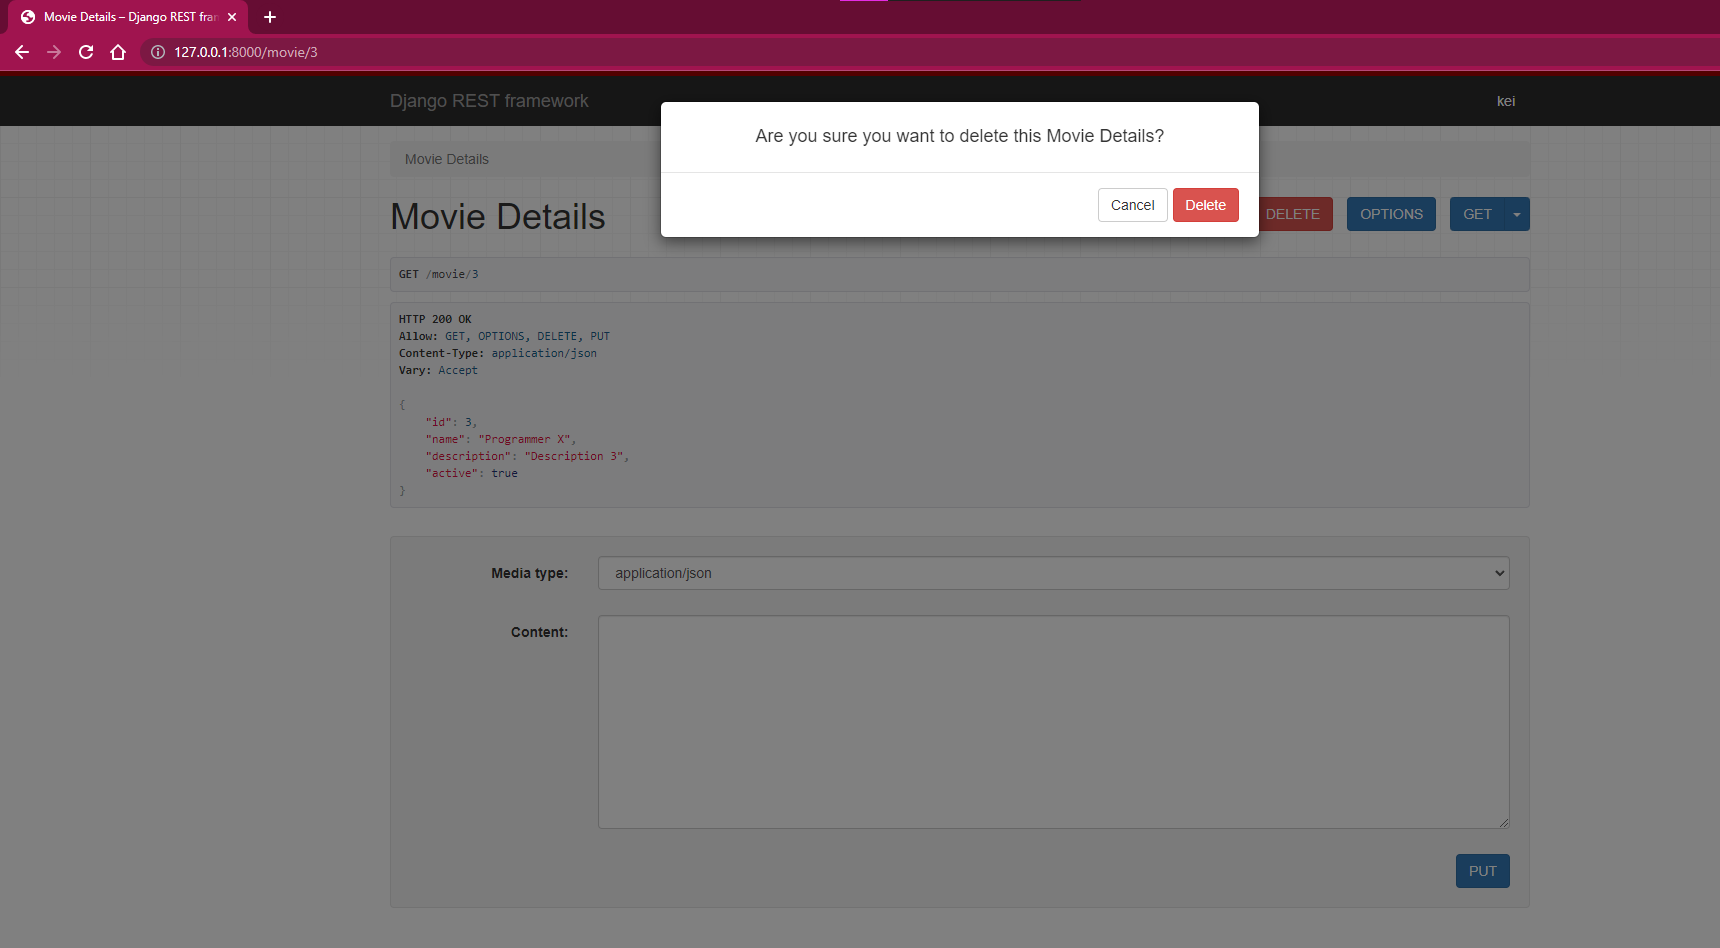 Movie Details – Django REST fran
127.0.0.1:8000/movie/3
Django REST framework
kei
Are you sure you want to delete this Movie Details?
Cancel
Delete
Movie Details
Movie Details
DELETE
OPTIONS
GET
GET /movie/3
HTTP 200 OK
Allow: GET, OPTIONS, DELETE, PUT
Content-Type: application/json
Vary: Accept
{
"id": 3,
"name": "Programmer X",
"description": "Description 3",
"active": true
}
Media type:
application/json
Content:
PUT